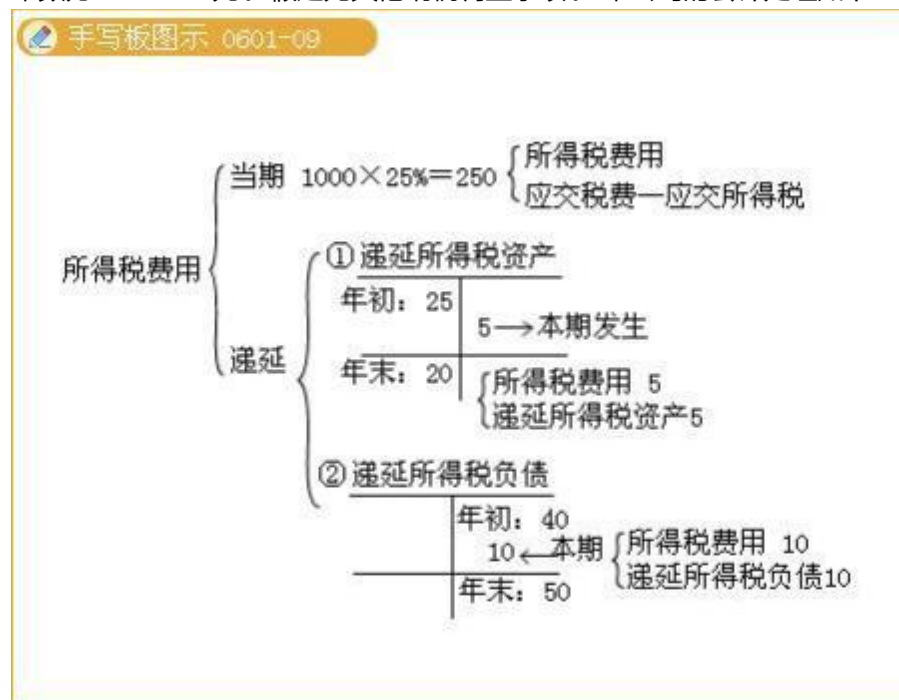 手写板图示 0601-09
当期 1000×25%=250
所得税费用
应交税费—应交所得税
所得税费用
递延
①递延所得税资产
年初：25
5→本期发生
年末：20
所得税费用 5
递延所得税资产5
②递延所得税负债
年初：40
10←本期
所得税费用 10
递延所得税负债10
年末：50